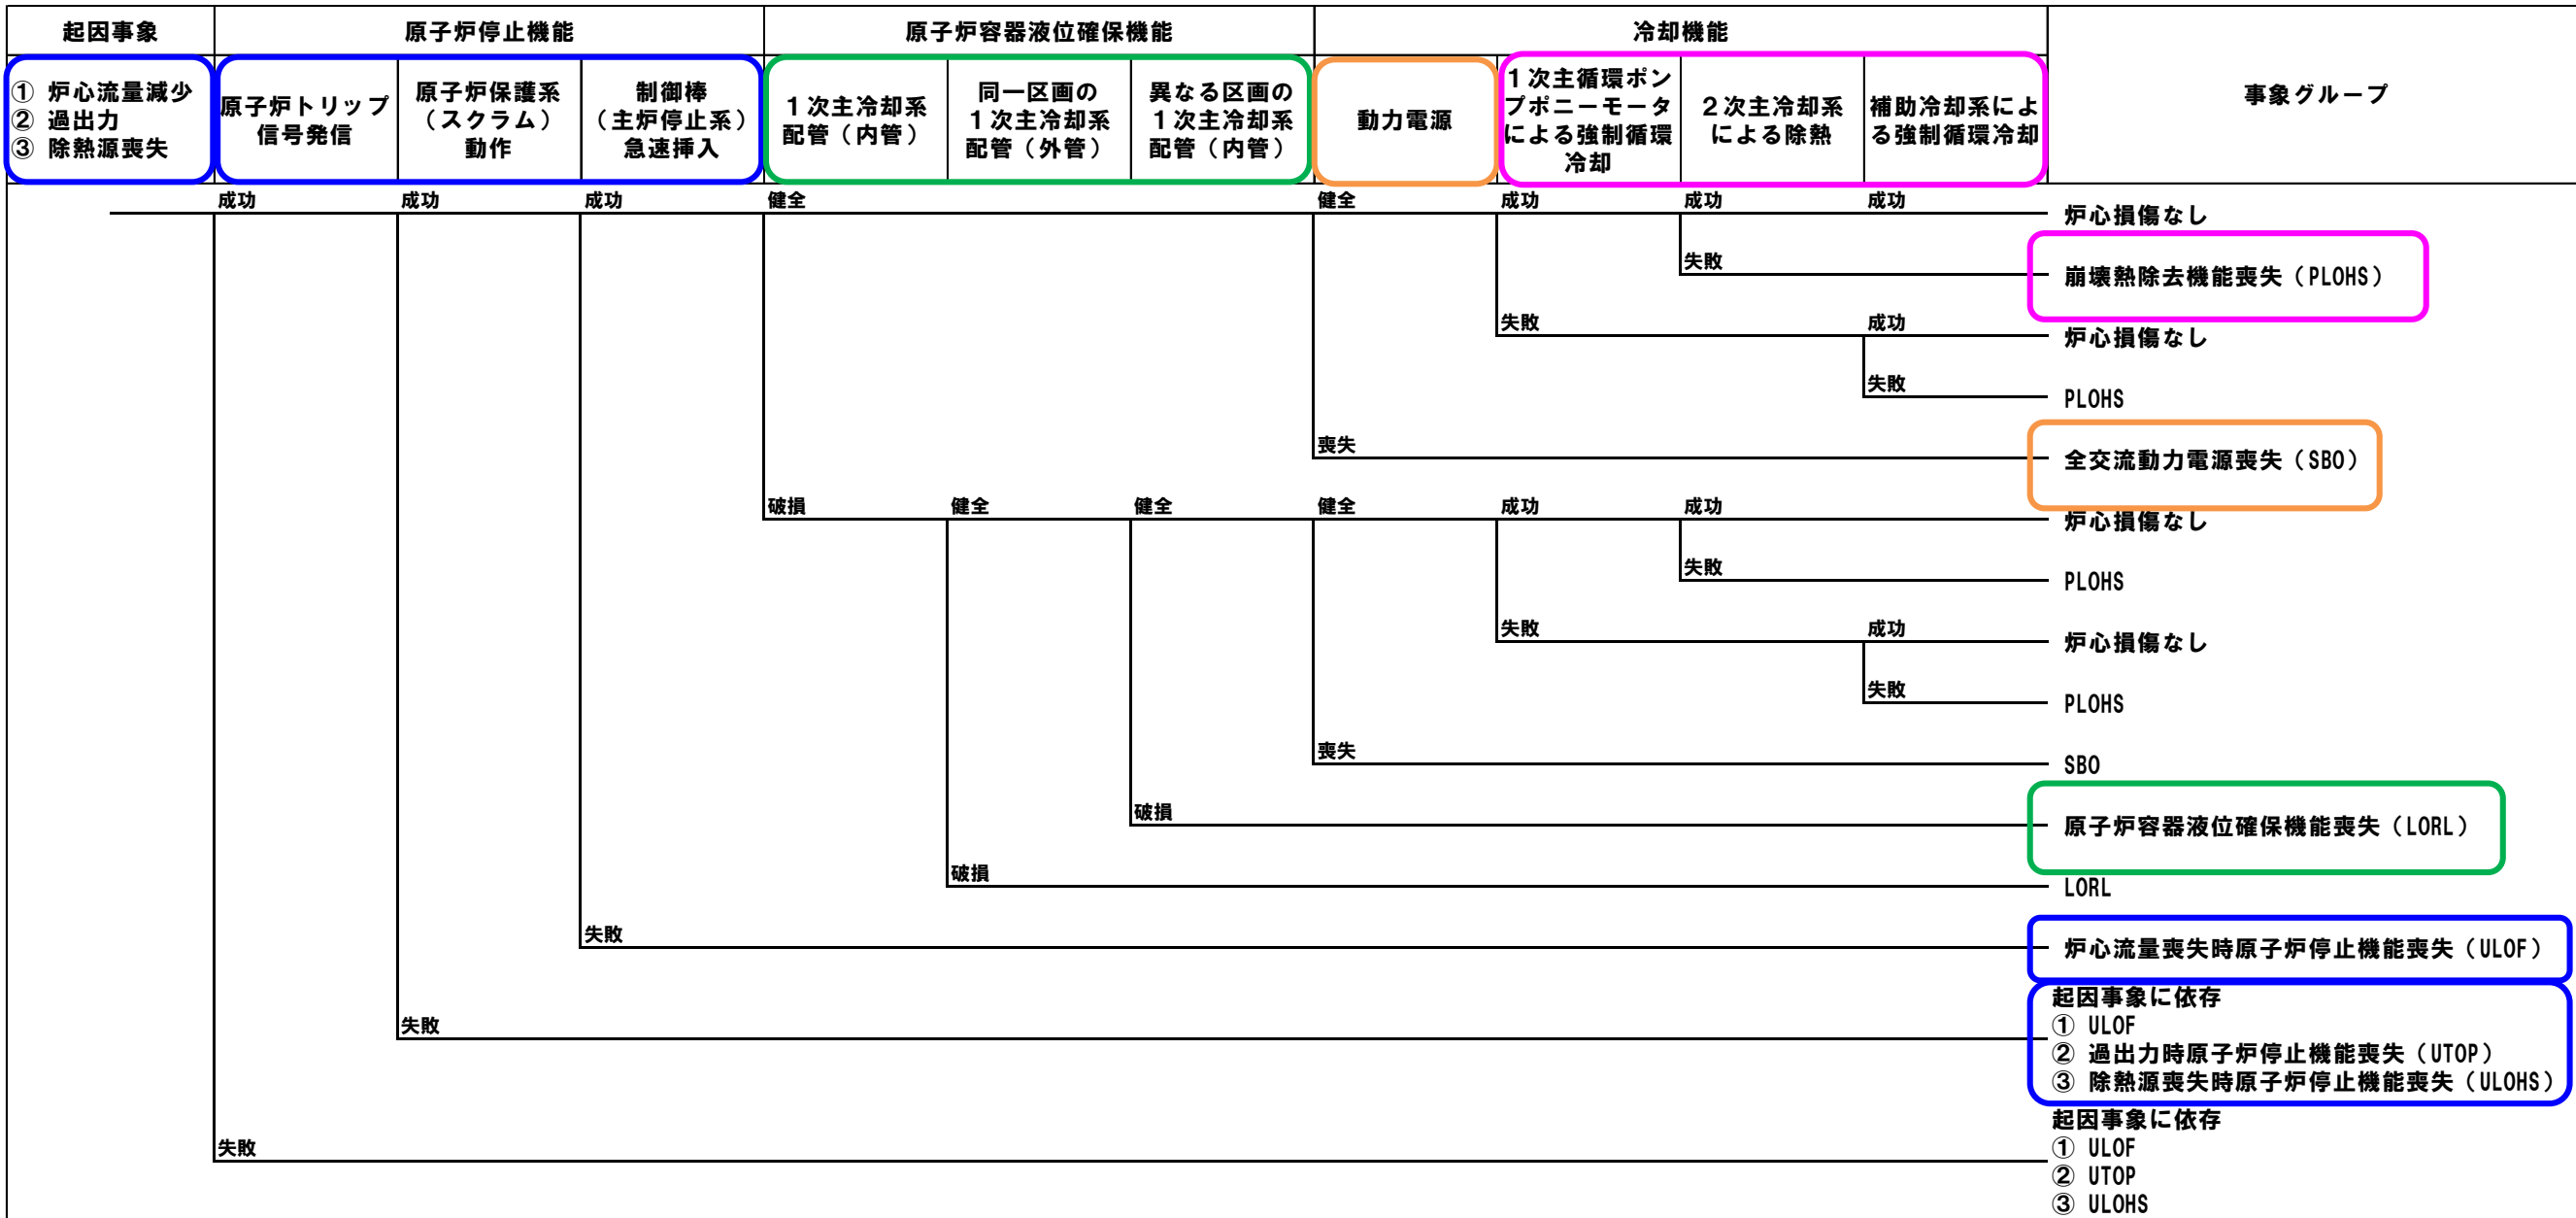 起因事象
原子炉停止機能
原子炉容器液位確保機能
冷却機能
事象グループ
① 炉心流量減少
② 過出力
③ 除熱源喪失
原子炉トリップ
信号発信
原子炉保護系
（スクラム）
動作
制御棒
（主炉停止系）
急速挿入
１次主冷却系
配管（内管）
同一区画の
１次主冷却系
配管（外管）
異なる区画の
１次主冷却系
配管（内管）
動力電源
１次主循環ポン
プポニーモータ
による強制循環
冷却
２次主冷却系
による除熱
補助冷却系によ
る強制循環冷却
成功
成功
成功
健全
健全
成功
成功
成功
炉心損傷なし
失敗
崩壊熱除去機能喪失（PLOHS）
失敗
成功
炉心損傷なし
失敗
PLOHS
喪失
全交流動力電源喪失（SBO）
破損
健全
健全
健全
成功
成功
炉心損傷なし
失敗
PLOHS
失敗
成功
炉心損傷なし
失敗
PLOHS
喪失
SBO
破損
原子炉容器液位確保機能喪失（LORL）
破損
LORL
失敗
炉心流量喪失時原子炉停止機能喪失（ULOF）
失敗
起因事象に依存
① ULOF
② 過出力時原子炉停止機能喪失（UTOP）
③ 除熱源喪失時原子炉停止機能喪失（ULOHS）
失敗
起因事象に依存
① ULOF
② UTOP
③ ULOHS